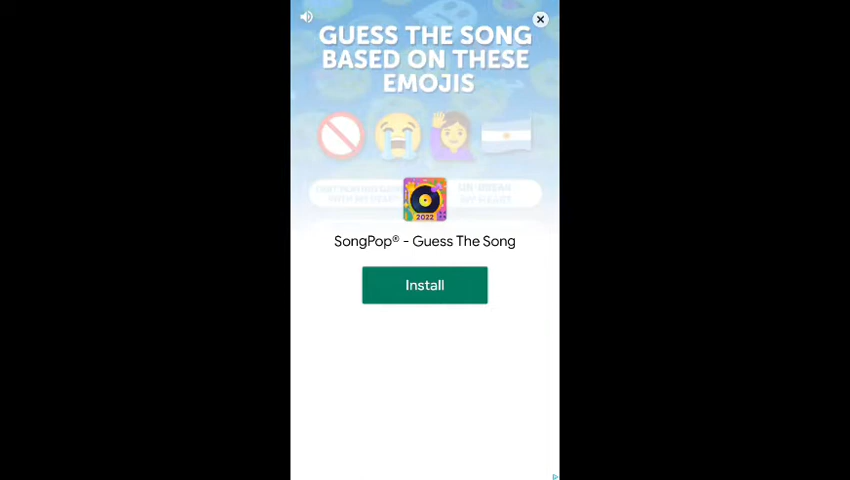 GUESS THE SONG
BASED ON THESE
EMOJIS
2022
SongPop® - Guess The Song
Install